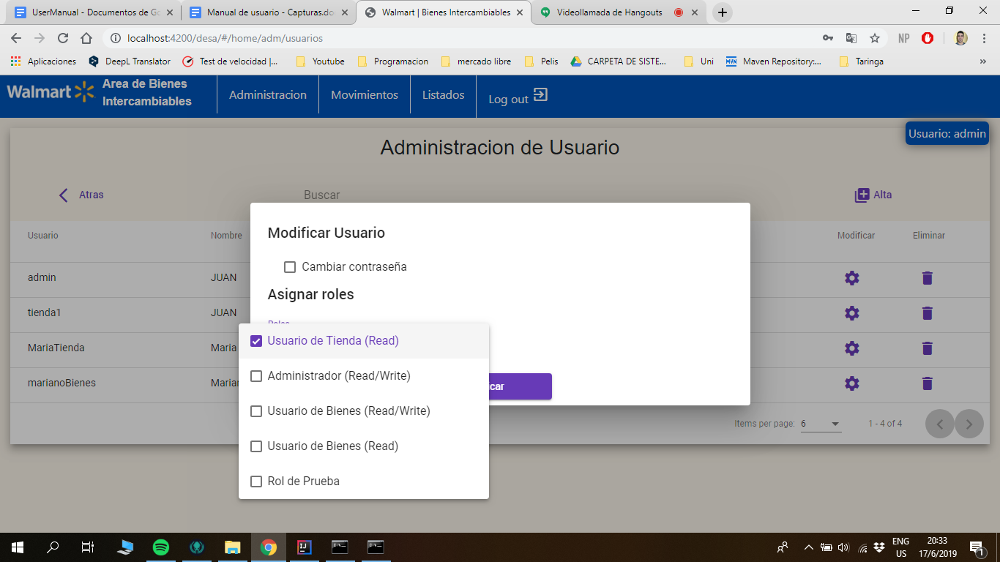 UserManual - Documentos de Go
Manual de usuario - Capturas.do
Walmart | Bienes Intercambiables
Videollamada de Hangouts
localhost:4200/desa/#/home/adm/usuarios
NP
Aplicaciones
DeepL Translator
Test de velocidad |...
Youtube
Programacion
mercado libre
Pelis
CARPETA DE SISTE...
Uni
Maven Repository:...
Taringa
»
Walmart
Area de Bienes
Intercambiables
Administracion
Movimientos
Listados
Log out
Usuario: admin
Administracion de Usuario
Atras
Buscar
Alta
Usuario
Nombre
Modificar
Eliminar
admin
JUAN
tienda1
JUAN
MariaTienda
Maria
marianoBienes
Marian
Modificar Usuario
Cambiar contraseña
Asignar roles
Roles
Usuario de Tienda (Read)
Administrador (Read/Write)
Usuario de Bienes (Read/Write)
Usuario de Bienes (Read)
Rol de Prueba
icar
Items per page:
6
1 - 4 of 4
ENG
US
20:33
17/6/2019
1